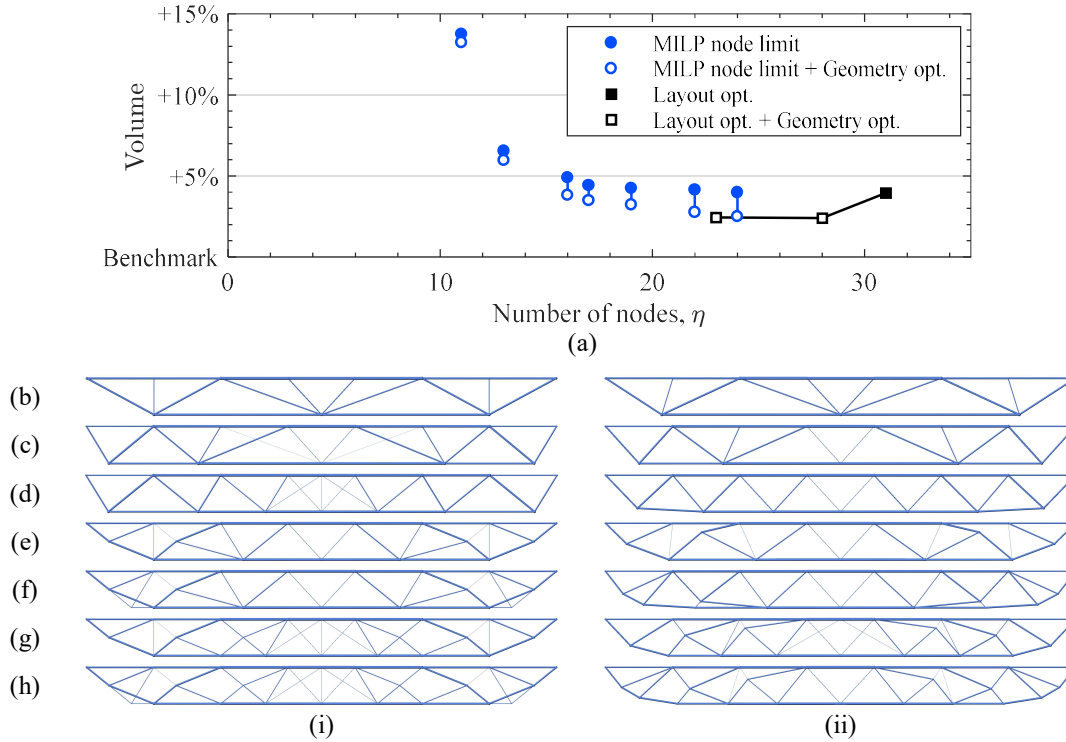 +15%
+10%
+5%
Benchmark
Volume
MILP node limit
MILP node limit + Geometry opt.
Layout opt.
Layout opt. + Geometry opt.
0
10
20
30
Number of nodes, η
(a)
(b)
(c)
(d)
(e)
(f)
(g)
(h)
(i)
(ii)